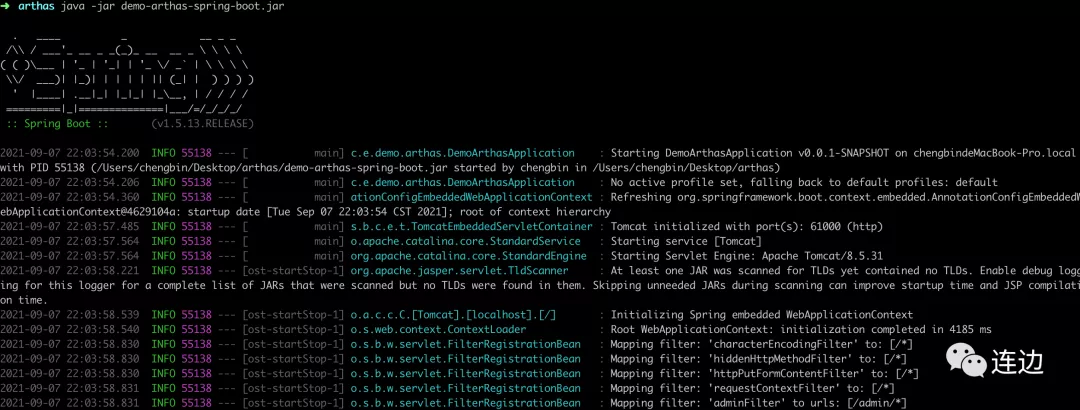 → arthas java -jar demo-arthas-spring-boot.jar
  .   ____          _            __ _ _
 /\\ / ___'_ __ _ _(_)_ __  __ _ \ \ \ \
( ( )\___ | '_ | '_| | '_ \/ _` | \ \ \ \
 \\/  ___)| |_)| | | | | || (_| |  ) ) ) )
  '  |____| .__|_| |_|_| |_\__, | / / / /
 =========|_|==============|___/=/_/_/_/
 :: Spring Boot ::        (v1.5.13.RELEASE)
2021-09-07 22:03:54.200  INFO 55138 --- [           main] c.e.demo.arthas.DemoArthasApplication    : Starting DemoArthasApplication v0.0.1-SNAPSHOT on chengbindeMacBook-Pro.local
with PID 55138 (/Users/chengbin/Desktop/arthas/demo-arthas-spring-boot.jar started by chengbin in /Users/chengbin/Desktop/arthas)
2021-09-07 22:03:54.206  INFO 55138 --- [           main] c.e.demo.arthas.DemoArthasApplication    : No active profile set, falling back to default profiles: default
2021-09-07 22:03:54.360  INFO 55138 --- [           main] ationConfigEmbeddedWebApplicationContext : Refreshing org.springframework.boot.context.embedded.AnnotationConfigEmbeddedW
ebApplicationContext@4629104a: startup date [Tue Sep 07 22:03:54 CST 2021]; root of context hierarchy
2021-09-07 22:03:57.485  INFO 55138 --- [           main] s.b.c.e.t.TomcatEmbeddedServletContainer : Tomcat initialized with port(s): 61000 (http)
2021-09-07 22:03:57.564  INFO 55138 --- [           main] o.apache.catalina.core.StandardService   : Starting service [Tomcat]
2021-09-07 22:03:57.564  INFO 55138 --- [           main] org.apache.catalina.core.StandardEngine  : Starting Servlet Engine: Apache Tomcat/8.5.31
2021-09-07 22:03:58.221  INFO 55138 --- [ost-startStop-1] org.apache.jasper.servlet.TldScanner     : At least one JAR was scanned for TLDs yet contained no TLDs. Enable debug logg
ing for this logger for a complete list of JARs that were scanned but no TLDs were found in them. Skipping unneeded JARs during scanning can improve startup time and JSP compilati
on time.
2021-09-07 22:03:58.539  INFO 55138 --- [ost-startStop-1] o.a.c.c.C.[Tomcat].[localhost].[/]       : Initializing Spring embedded WebApplicationContext
2021-09-07 22:03:58.540  INFO 55138 --- [ost-startStop-1] o.s.web.context.ContextLoader            : Root WebApplicationContext: initialization completed in 4185 ms
2021-09-07 22:03:58.830  INFO 55138 --- [ost-startStop-1] o.s.b.w.servlet.FilterRegistrationBean   : Mapping filter: 'characterEncodingFilter' to: [/*]
2021-09-07 22:03:58.830  INFO 55138 --- [ost-startStop-1] o.s.b.w.servlet.FilterRegistrationBean   : Mapping filter: 'hiddenHttpMethodFilter' to: [/*]
2021-09-07 22:03:58.830  INFO 55138 --- [ost-startStop-1] o.s.b.w.servlet.FilterRegistrationBean   : Mapping filter: 'httpPutFormContentFilter' to: [/*]
2021-09-07 22:03:58.831  INFO 55138 --- [ost-startStop-1] o.s.b.w.servlet.FilterRegistrationBean   : Mapping filter: 'requestContextFilter' to: [/*]
2021-09-07 22:03:58.831  INFO 55138 --- [ost-startStop-1] o.s.b.w.servlet.FilterRegistrationBean   : Mapping filter: 'adminFilter' to urls: [/admin/*]
连边